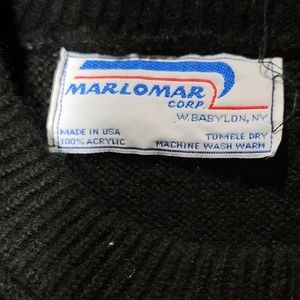 MARLOMAR
CORP.
W. BABYLON, NY
MADE IN USA TUMBLE DRY
100% ACRYLIC MACHINE WASH WARM